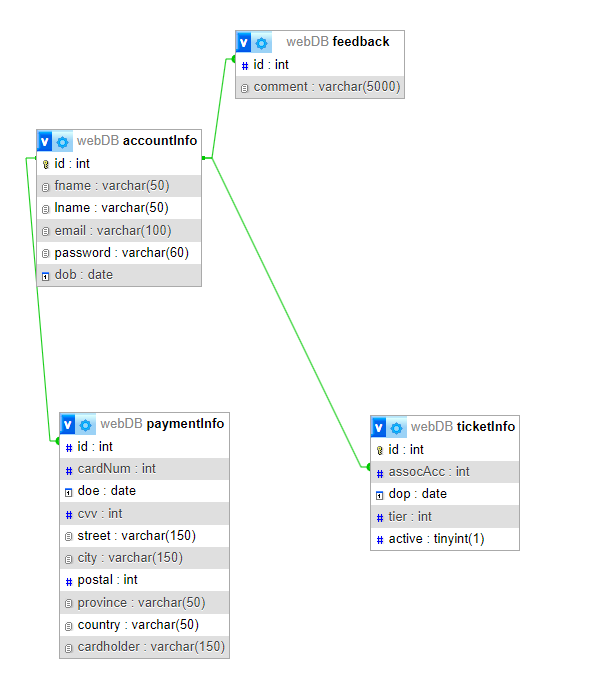 V webDB feedback
id : int
comment : varchar(5000)
V webDB accountInfo
id : int
fname : varchar(50)
lname : varchar(50)
email : varchar(100)
password : varchar(60)
dob : date
V webDB paymentInfo
# id : int
# cardNum : int
doe : date
# cvv : int
street : varchar(150)
city : varchar(150)
# postal : int
province : varchar(50)
country : varchar(50)
cardholder : varchar(150)
V webDB ticketInfo
id : int
# assocAcc : int
dop : date
# tier : int
# active : tinyint(1)